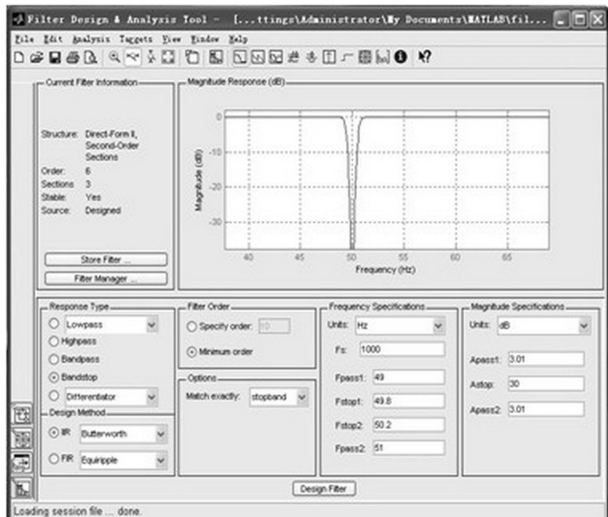 Filter Design & Analysis Tool - [...ttings\Administrator\My Documents\MATLAB\fil...
File Edit Analysis Targets View Window Help
Current Filter Information
Structure: Direct-Form II, Second-Order Sections
Order: 6
Sections 3
Stable: Yes
Source: Designed
Store Filter ...
Filter Manager ...
Magnitude Response (dB)
Magnitude (dB)
0
-10
-20
-30
40 45 50 55 60 65
Frequency (Hz)
Response Type
Lowpass
Highpass
Bandpass
Bandstop
Differentiator
Design Method
IIR Butterworth
FIR Equiripple
Filter Order
Specify order: 10
Minimum order
Options
Match exactly: stopband
Frequency Specifications
Units: Hz
Fs: 1000
Fpass1: 49
Fstop1: 49.8
Fstop2: 50.2
Fpass2: 51
Magnitude Specifications
Units: dB
Apass1: 3.01
Astop: 30
Apass2: 3.01
Design Filter
Loading session file ... done.